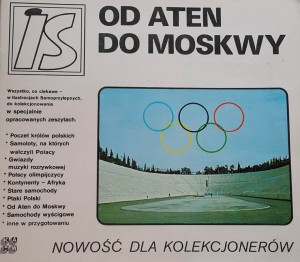 iS
OD ATEN
DO MOSKWY
Wszystko, co ciekawe –
w Ilustracjach Samoprzylepnych,
do kolekcjonowania
w specjalnie
opracowanych zeszytach.
• Poczet królów polskich
• Samoloty, na których
walczyli Polacy
• Gwiazdy
muzyki rozrywkowej
• Polscy olimpijczycy
• Kontynenty – Afryka
• Stare samochody
• Ptaki Polski
• Od Aten do Moskwy
• Samochody wyścigowe
• inne w przygotowaniu
NOWOŚĆ DLA KOLEKCJONERÓW